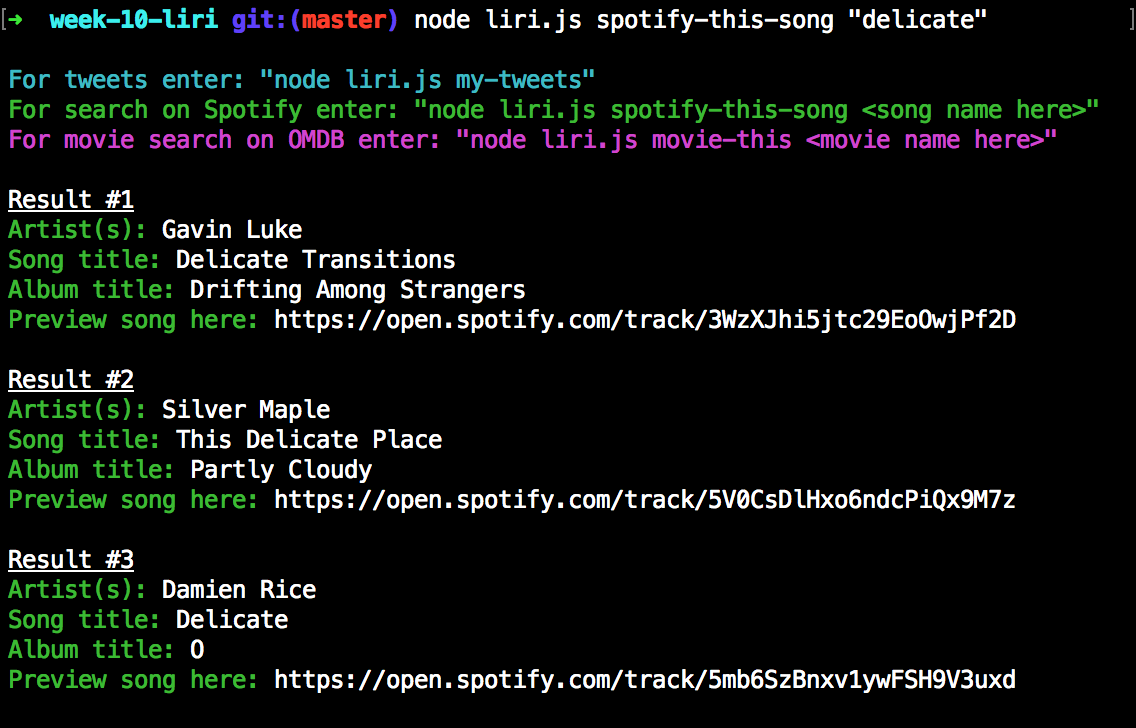 [➜  week-10-liri git:(master) node liri.js spotify-this-song "delicate" ]
For tweets enter: "node liri.js my-tweets"
For search on Spotify enter: "node liri.js spotify-this-song <song name here>"
For movie search on OMDB enter: "node liri.js movie-this <movie name here>"
Result #1
Artist(s): Gavin Luke
Song title: Delicate Transitions
Album title: Drifting Among Strangers
Preview song here: https://open.spotify.com/track/3WzXJhi5jtc29EoOwjPf2D
Result #2
Artist(s): Silver Maple
Song title: This Delicate Place
Album title: Partly Cloudy
Preview song here: https://open.spotify.com/track/5V0CsDlHxo6ndcPiQx9M7z
Result #3
Artist(s): Damien Rice
Song title: Delicate
Album title: O
Preview song here: https://open.spotify.com/track/5mb6SzBnxv1ywFSH9V3uxd